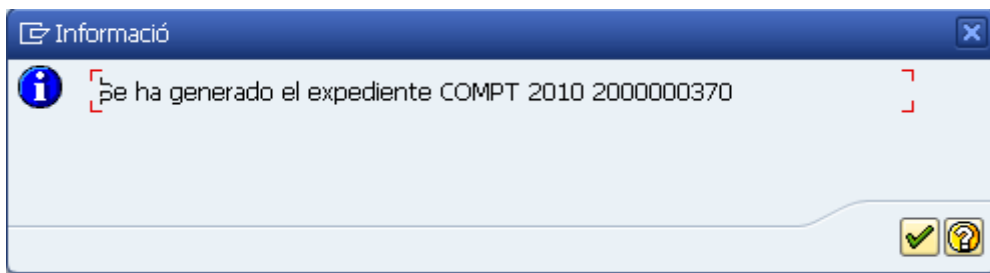 Informació
Se ha generado el expediente COMPT 2010 2000000370